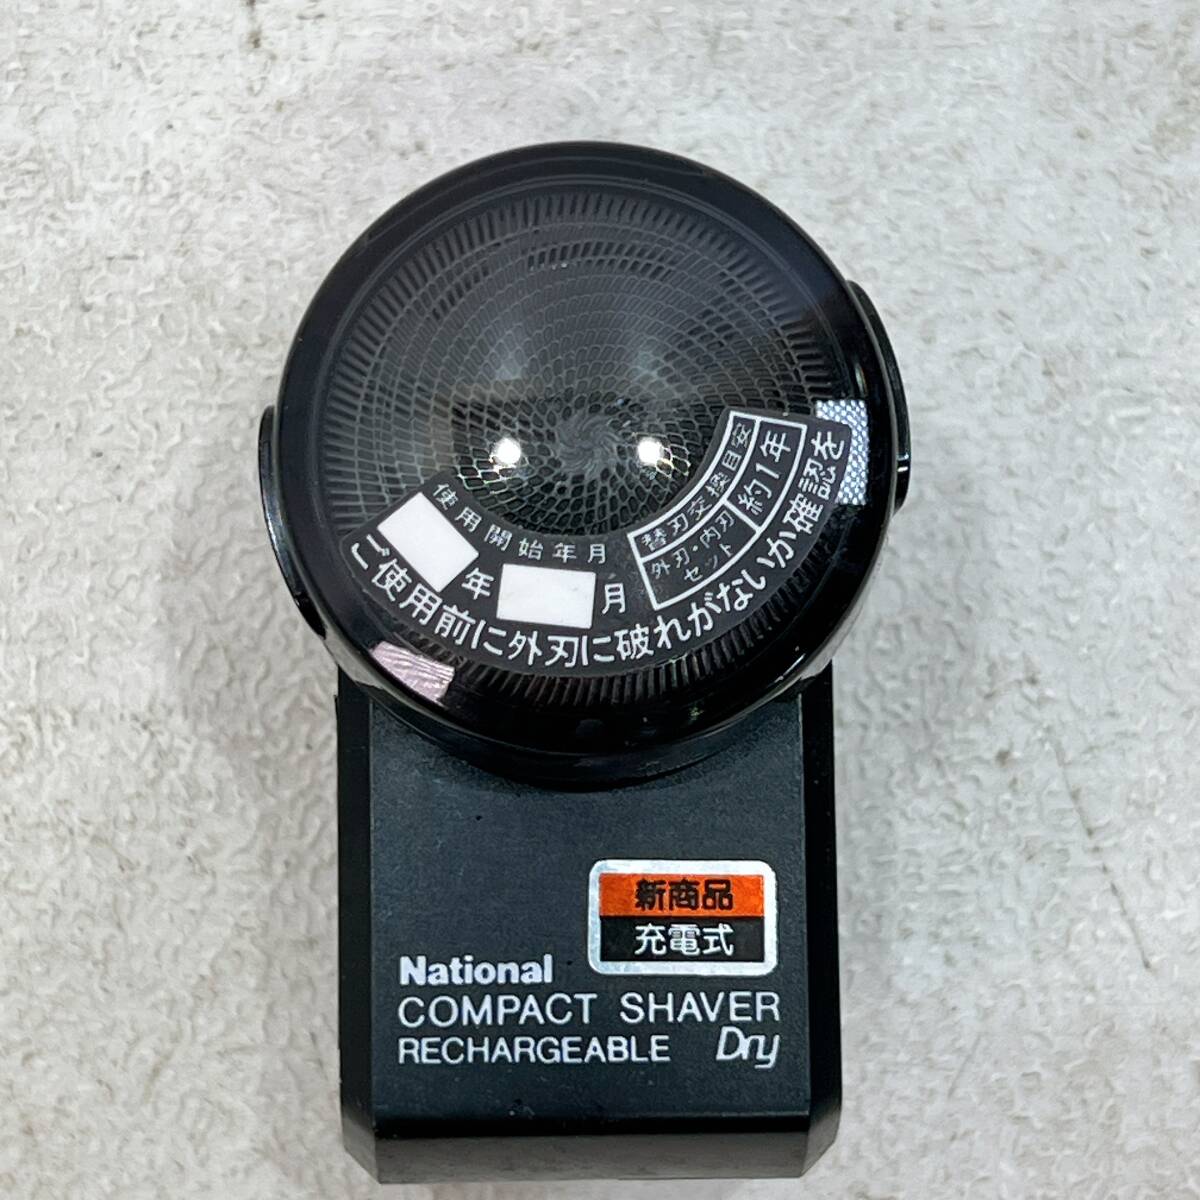 使用開始年月
年 月
替刃交換目安
外刃・内刃
セット
約1年
ご使用前に外刃に破れがないか確認を
新商品
充電式
National
COMPACT SHAVER
RECHARGEABLE Dry